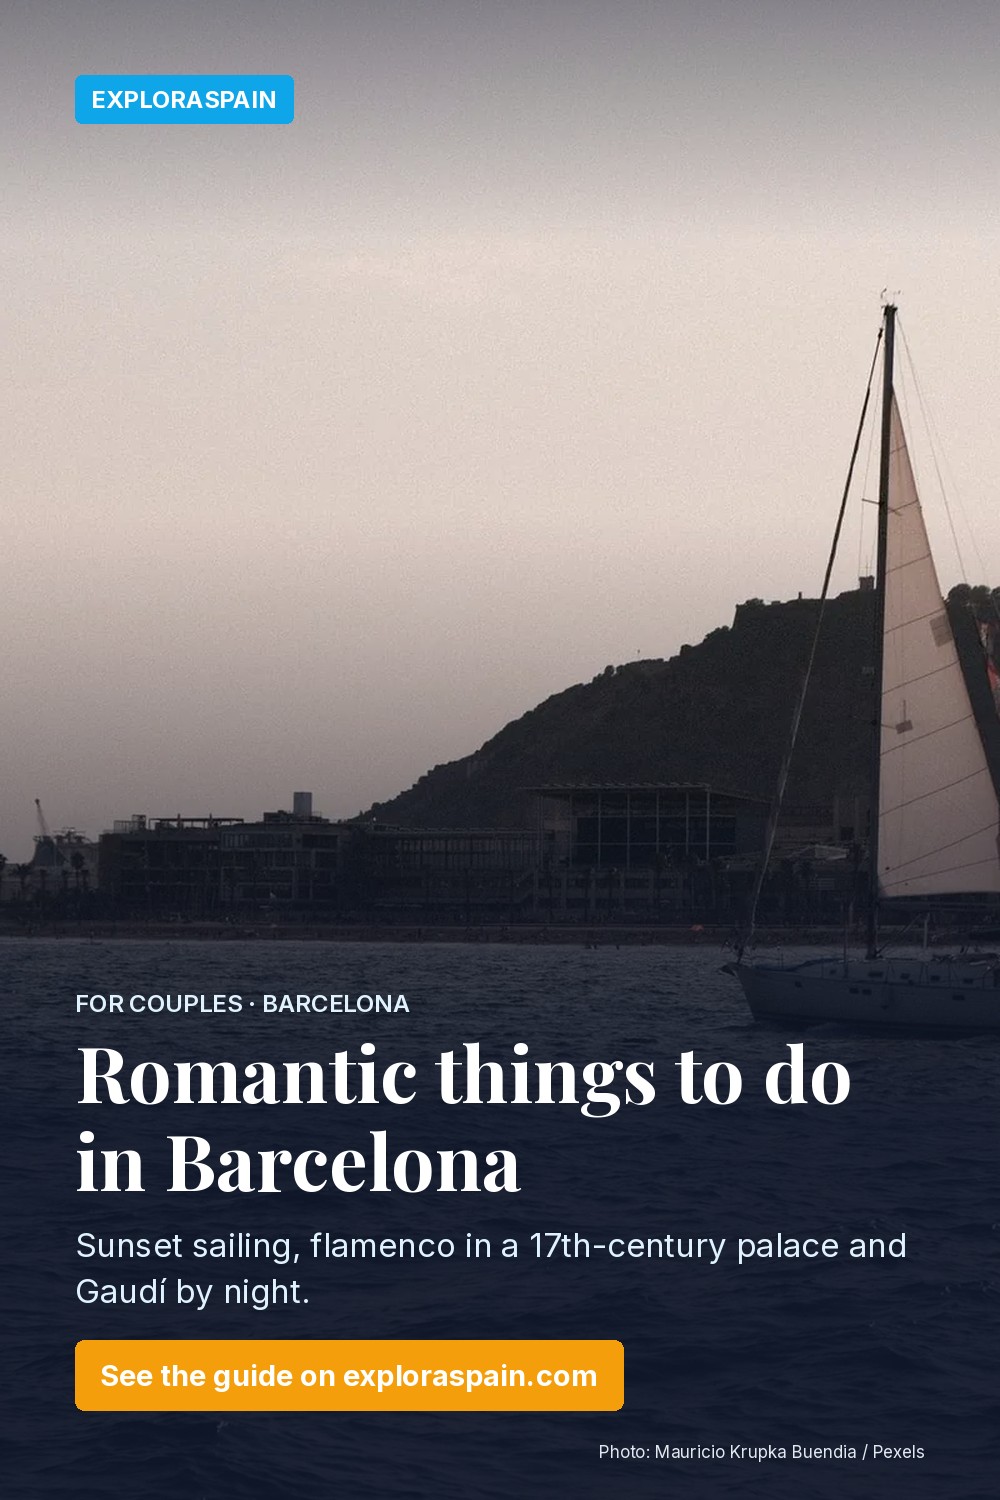 EXPLORASPAIN
FOR COUPLES · BARCELONA
Romantic things to do
in Barcelona
Sunset sailing, flamenco in a 17th-century palace and
Gaudí by night.
See the guide on exploraspain.com
Photo: Mauricio Krupka Buendia / Pexels